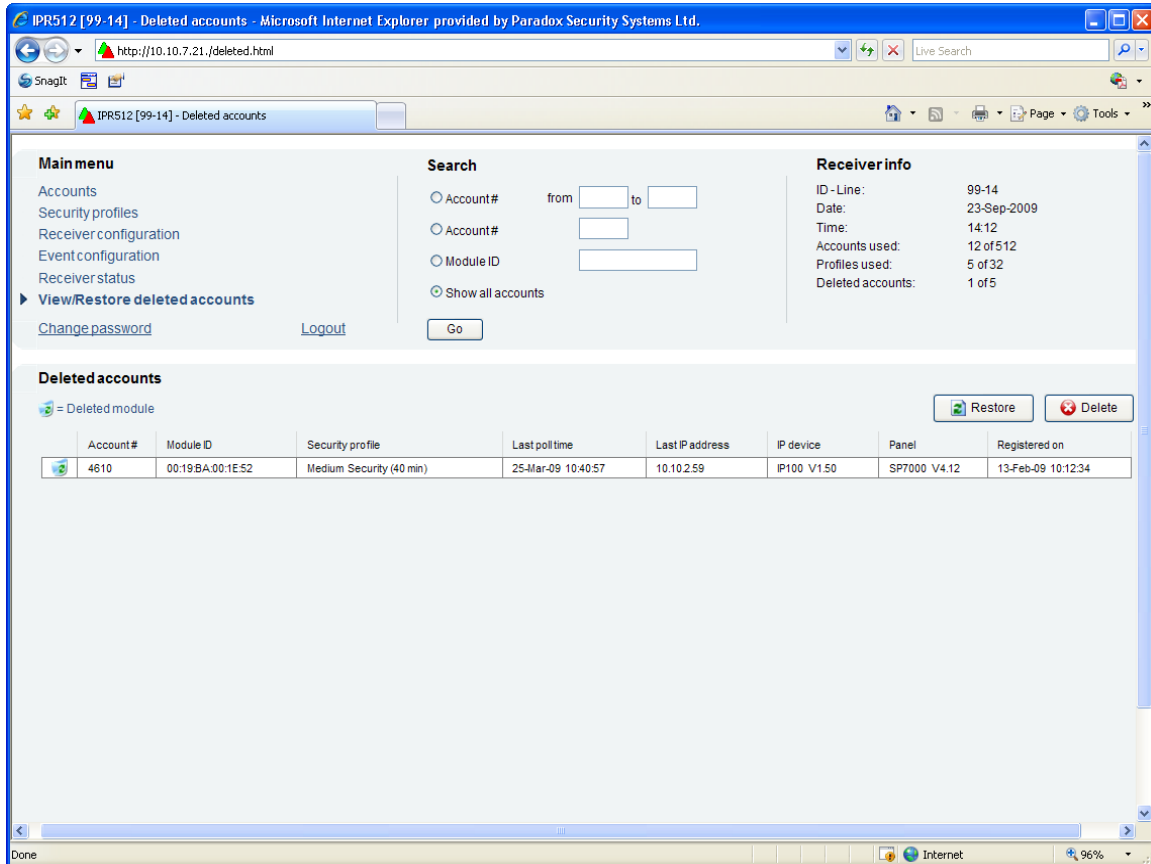 IPR512 [99-14] - Deleted accounts - Microsoft Internet Explorer provided by Paradox Security Systems Ltd.
http://10.10.7.21./deleted.html
Live Search
SnagIt
IPR512 [99-14] - Deleted accounts
Page
Tools
Main menu
Accounts
Security profiles
Receiver configuration
Event configuration
Receiver status
View/Restore deleted accounts
Change password
Logout
Search
Account# from to
Account#
Module ID
Show all accounts
Go
Receiver info
ID - Line: 99-14
Date: 23-Sep-2009
Time: 14:12
Accounts used: 12 of 512
Profiles used: 5 of 32
Deleted accounts: 1 of 5
Deleted accounts
= Deleted module
Restore
Delete
Account# Module ID Security profile Last poll time Last IP address IP device Panel Registered on
4610 00:19:BA:00:1E:52 Medium Security (40 min) 25-Mar-09 10:40:57 10.10.2.59 IP100 V1.50 SP7000 V4.12 13-Feb-09 10:12:34
Done
Internet
96%